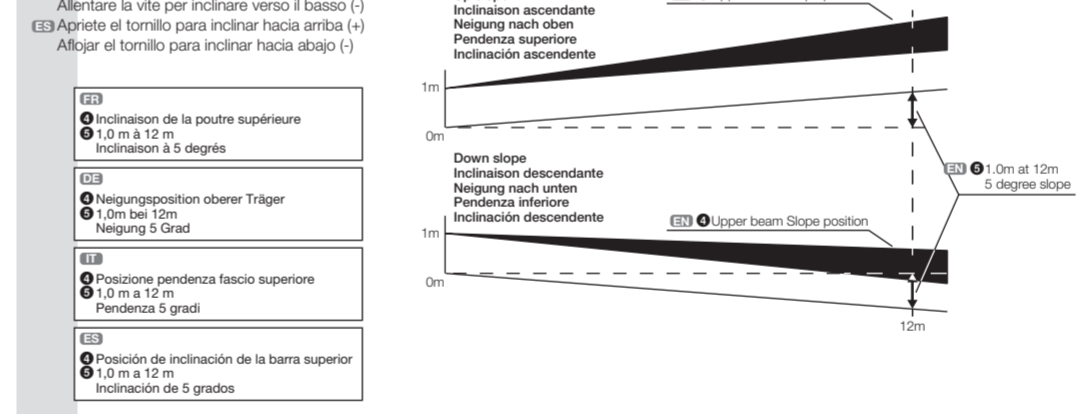 Allentare la vite per inclinare verso il basso (-)
ES Apriete el tornillo para inclinar hacia arriba (+)
Aflojar el tornillo para inclinar hacia abajo (-)
FR
❹ Inclinaison de la poutre supérieure
❺ 1,0 m à 12 m
Inclinaison à 5 degrés
DE
❹ Neigungsposition oberer Träger
❺ 1,0m bei 12m
Neigung 5 Grad
IT
❹ Posizione pendenza fascio superiore
❺ 1,0 m a 12 m
Pendenza 5 gradi
ES
❹ Posición de inclinación de la barra superior
❺ 1,0 m a 12 m
Inclinación de 5 grados
Inclinaison ascendante
Neigung nach oben
Pendenza superiore
Inclinación ascendente
1m
0m
Down slope
Inclinaison descendante
Neigung nach unten
Pendenza inferiore
Inclinación descendente
EN ❹ Upper beam Slope position
1m
0m
12m
EN ❺ 1.0m at 12m
5 degree slope